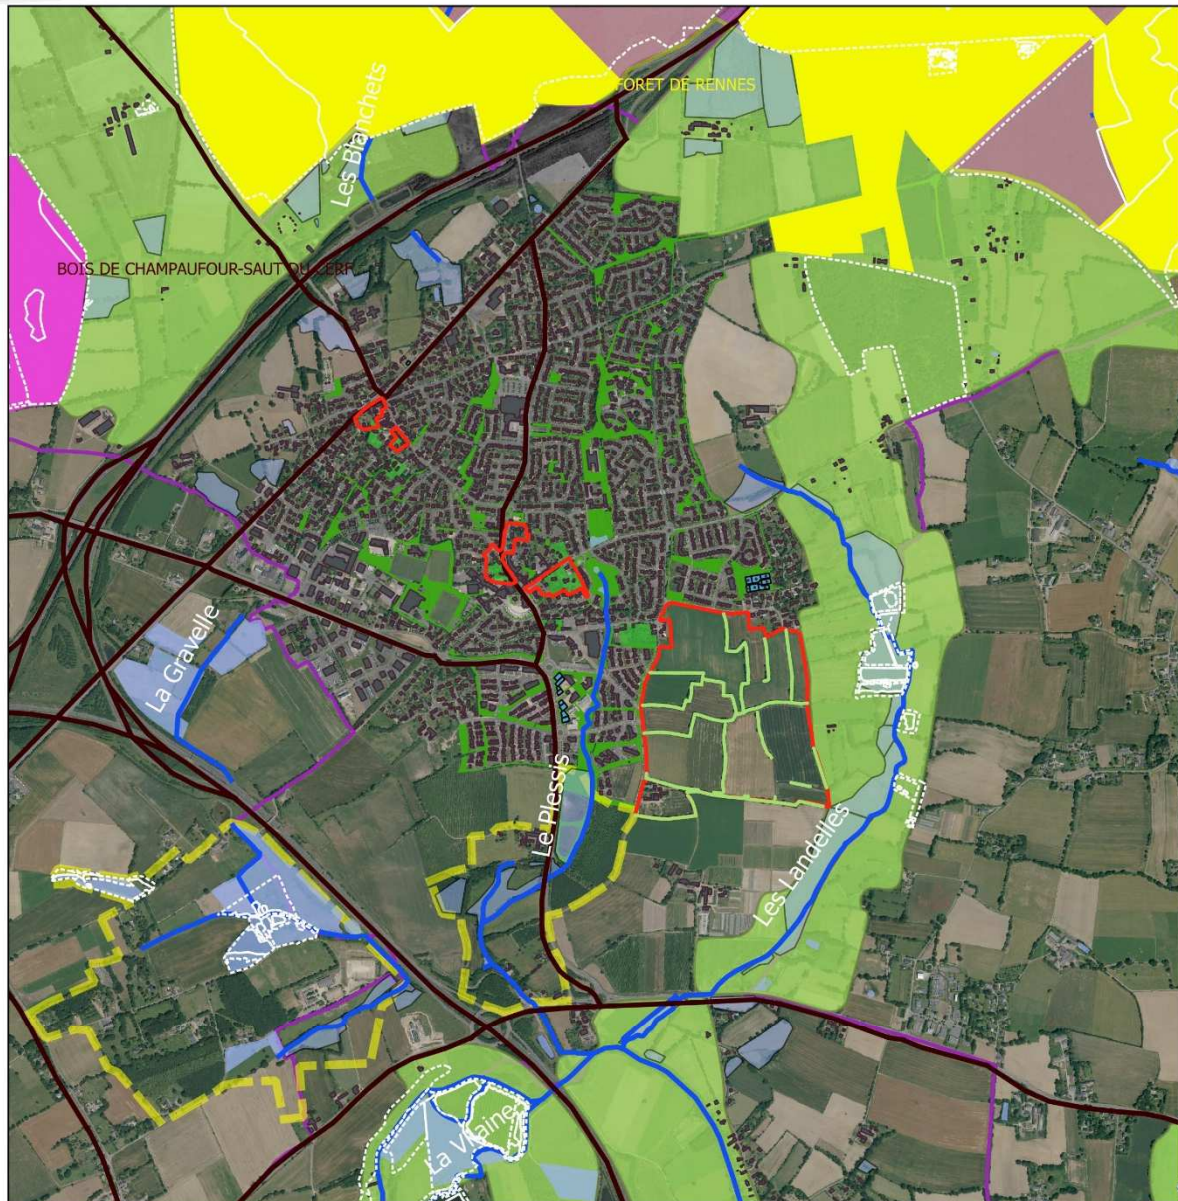 FORET DE RENNES
Les Blanchets
BOIS DE CHAMPAUFOUR-SAUT DU CERF
La Gravelle
Le Plessis
Les Landelles
La Vilaine